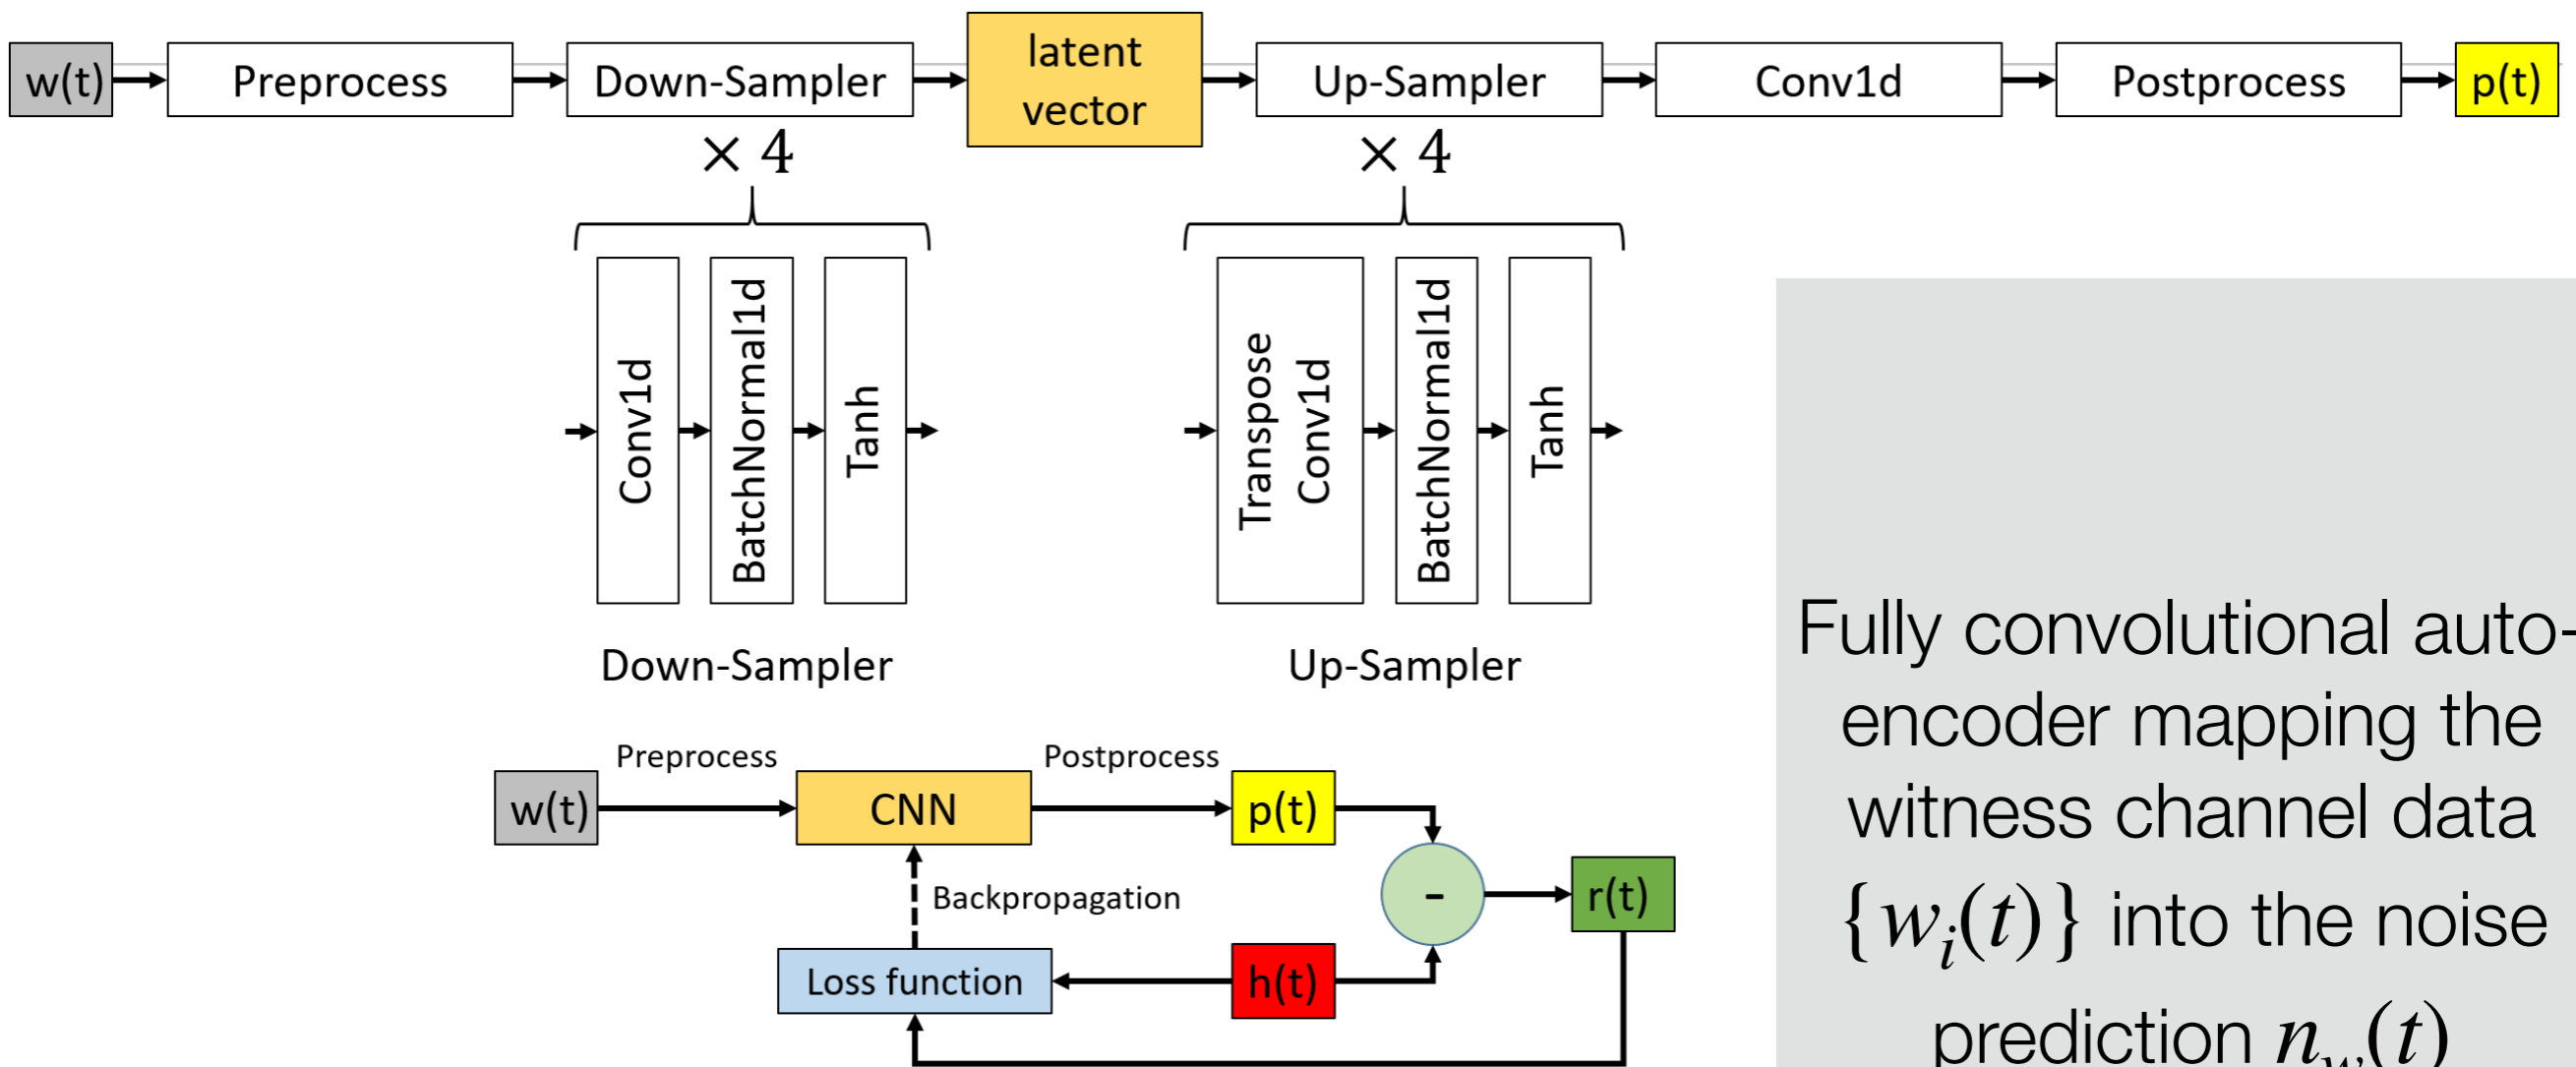 w(t)
Preprocess
Down-Sampler
latent
vector
Up-Sampler
Conv1d
Postprocess
p(t)
× 4
× 4
Conv1d
BatchNormal1d
Tanh
Transpose
Conv1d
BatchNormal1d
Tanh
Down-Sampler
Up-Sampler
Preprocess
Postprocess
w(t)
CNN
p(t)
Backpropagation
-
r(t)
Loss function
h(t)
Fully convolutional auto-
encoder mapping the
witness channel data
{w_i(t)} into the noise
prediction n_w(t)